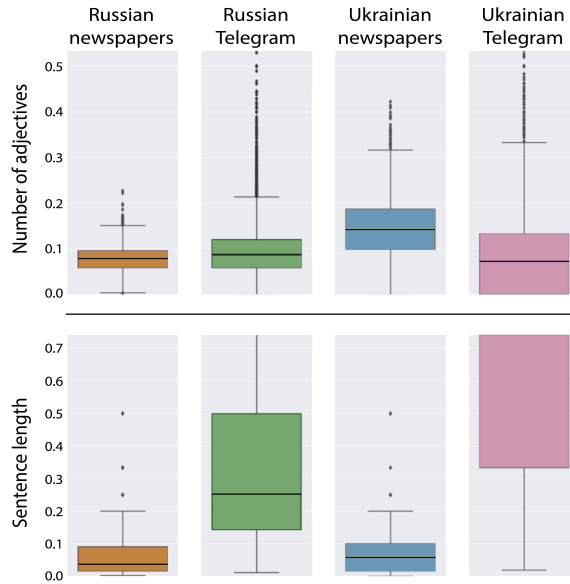 Russian
newspapers
Russian
Telegram
Ukrainian
newspapers
Ukrainian
Telegram
Number of adjectives
0.5
0.4
0.3
0.2
0.1
0.0
Sentence length
0.7
0.6
0.5
0.4
0.3
0.2
0.1
0.0